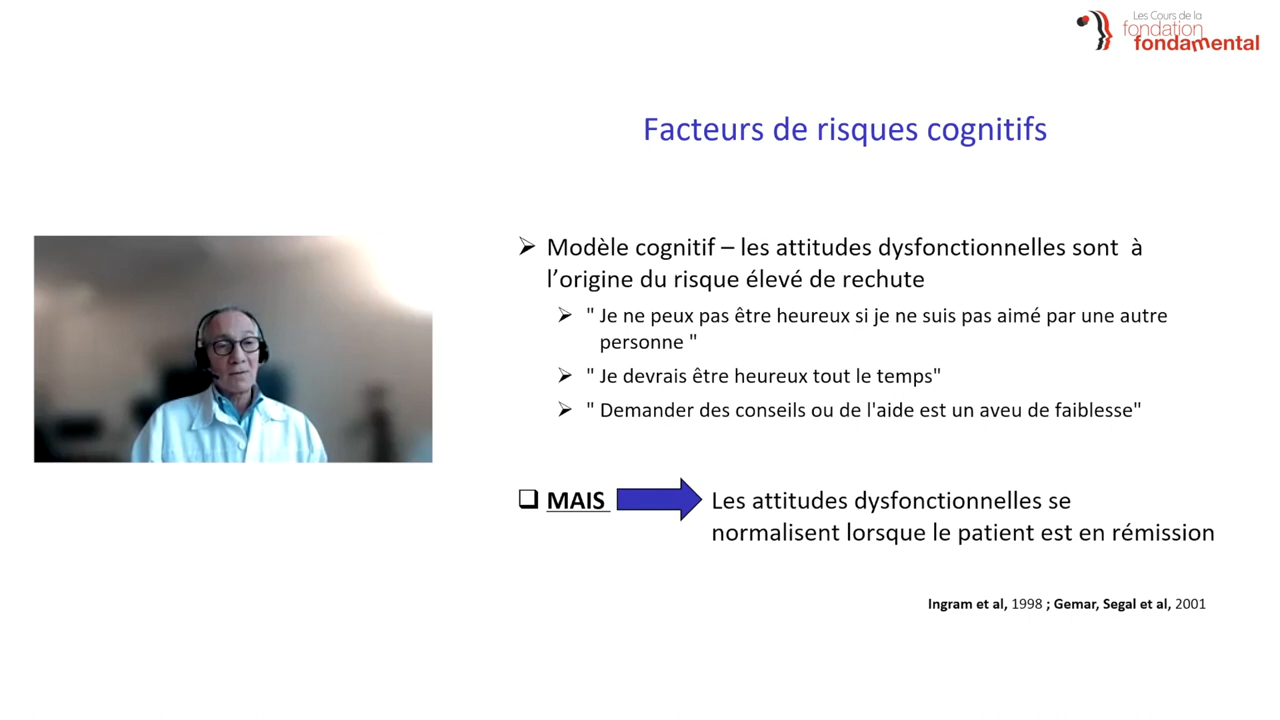 Les Cours de la
fondation
fondamental
Facteurs de risques cognitifs
➢ Modèle cognitif – les attitudes dysfonctionnelles sont à
l’origine du risque élevé de rechute
➢ " Je ne peux pas être heureux si je ne suis pas aimé par une autre
personne "
➢ " Je devrais être heureux tout le temps"
➢ " Demander des conseils ou de l'aide est un aveu de faiblesse"
❑ MAIS Les attitudes dysfonctionnelles se
normalisent lorsque le patient est en rémission
Ingram et al, 1998 ; Gemar, Segal et al, 2001